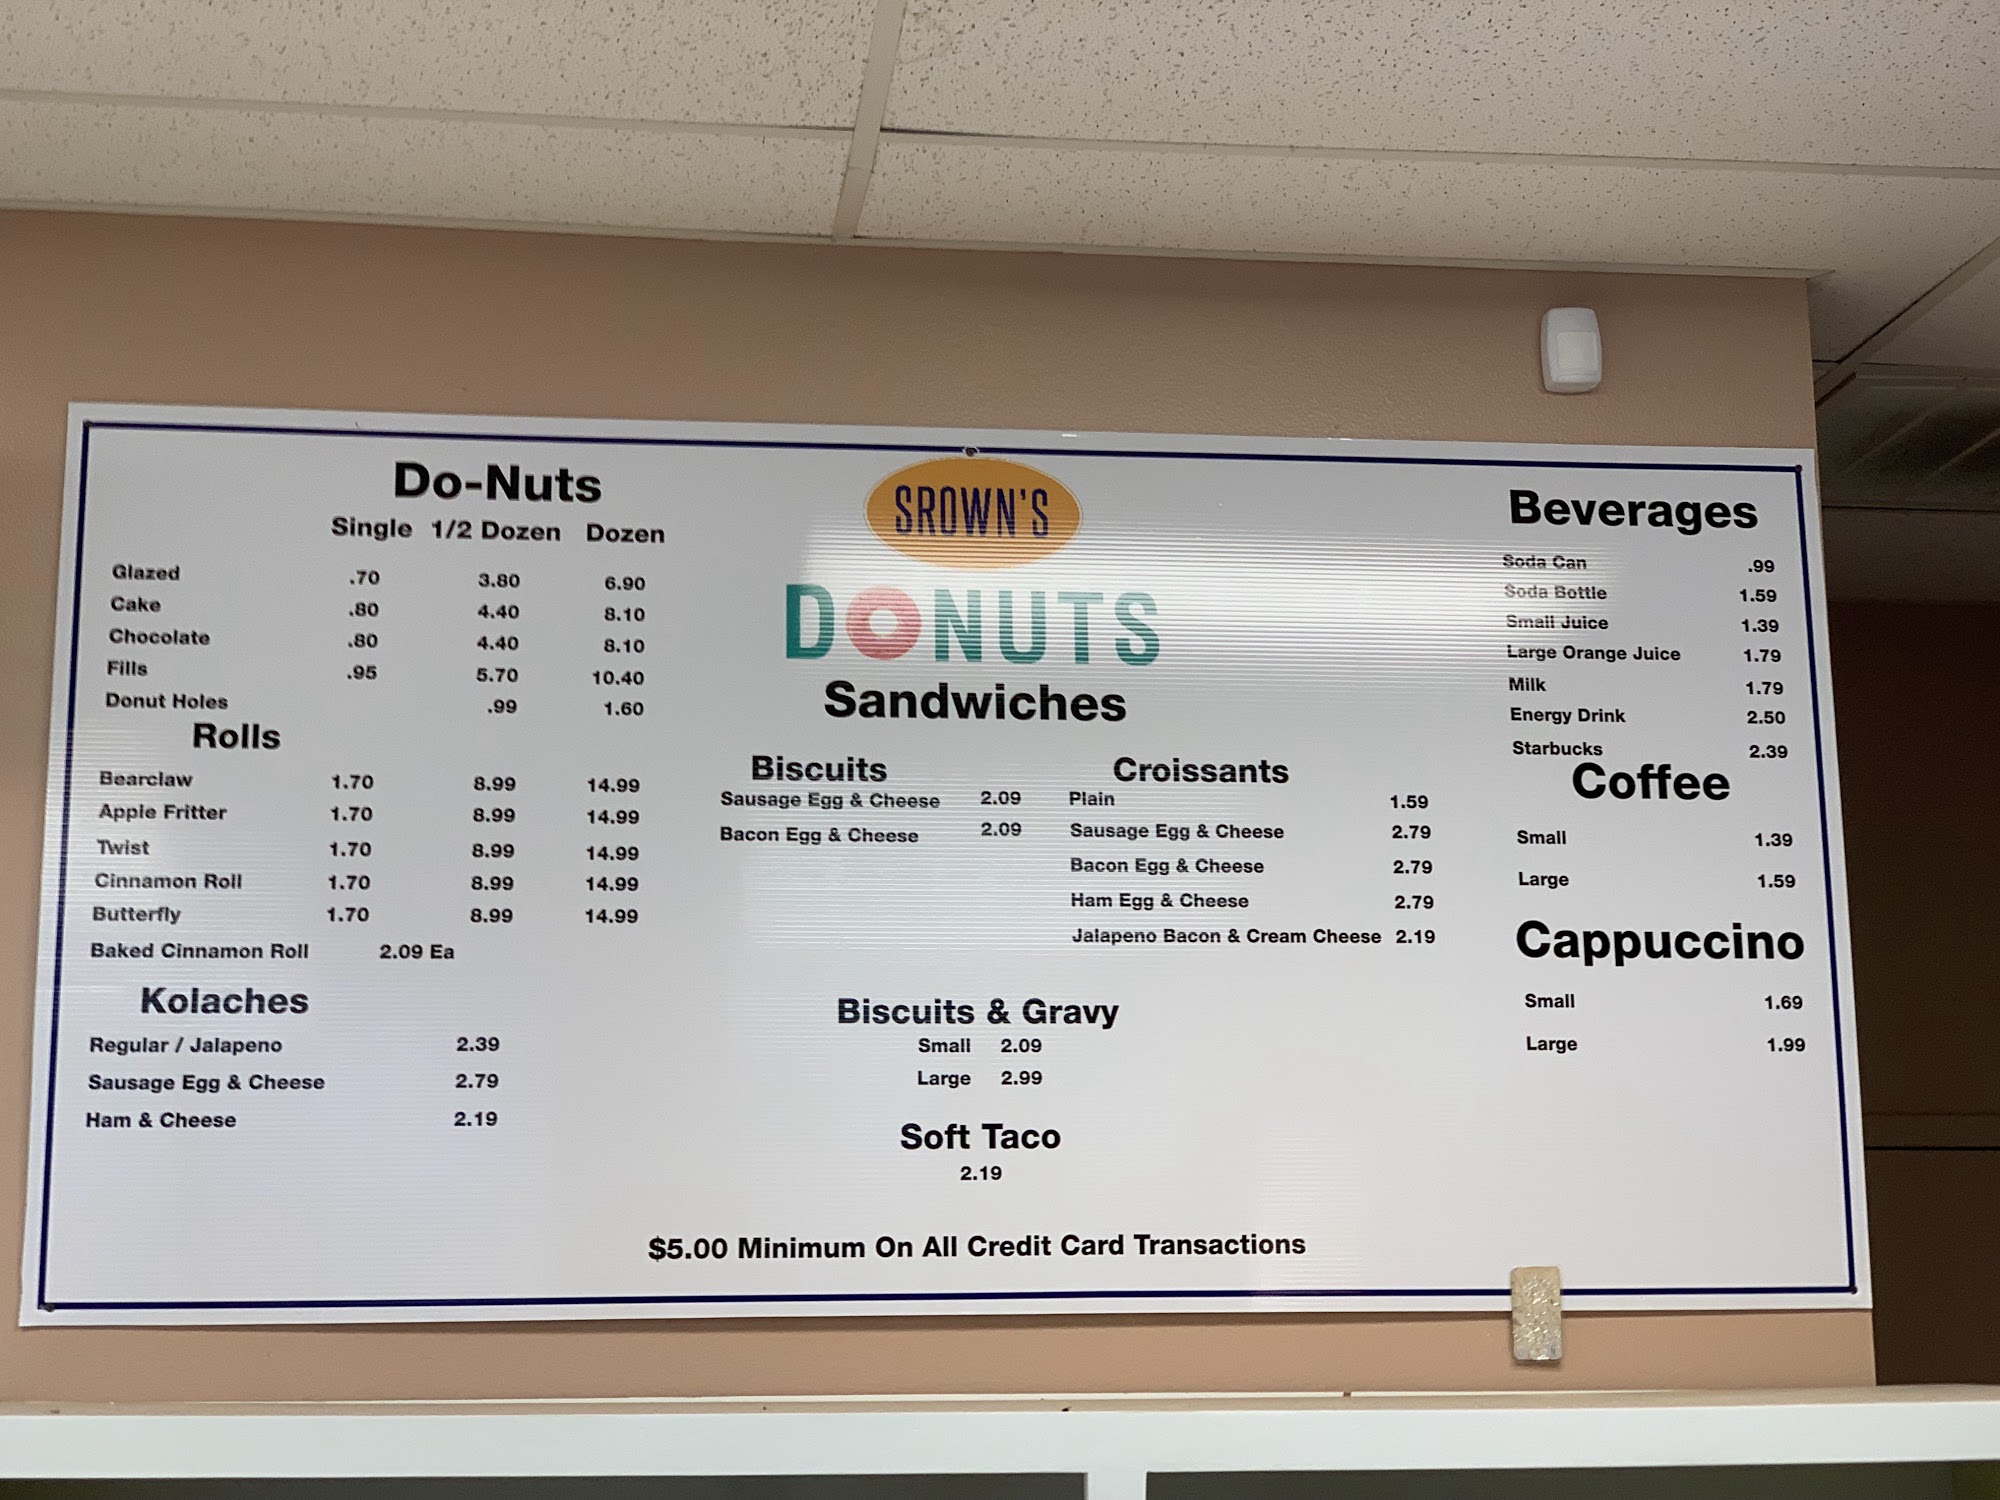 Do-Nuts
Single 1/2 Dozen Dozen
Glazed .70 3.80 6.90
Cake .80 4.40 8.10
Chocolate .80 4.40 8.10
Fills .95 5.70 10.40
Donut Holes .99 1.60
Rolls
Bearclaw 1.70 8.99 14.99
Apple Fritter 1.70 8.99 14.99
Twist 1.70 8.99 14.99
Cinnamon Roll 1.70 8.99 14.99
Butterfly 1.70 8.99 14.99
Baked Cinnamon Roll 2.09 Ea
Kolaches
Regular / Jalapeno 2.39
Sausage Egg & Cheese 2.79
Ham & Cheese 2.19
SROWN'S
DONUTS
Sandwiches
Biscuits
Sausage Egg & Cheese 2.09
Bacon Egg & Cheese 2.09
Croissants
Plain 1.59
Sausage Egg & Cheese 2.79
Bacon Egg & Cheese 2.79
Ham Egg & Cheese 2.79
Jalapeno Bacon & Cream Cheese 2.19
Biscuits & Gravy
Small 2.09
Large 2.99
Soft Taco
2.19
Beverages
Soda Can .99
Soda Bottle 1.59
Small Juice 1.39
Large Orange Juice 1.79
Milk 1.79
Energy Drink 2.50
Starbucks 2.39
Coffee
Small 1.39
Large 1.59
Cappuccino
Small 1.69
Large 1.99
$5.00 Minimum On All Credit Card Transactions